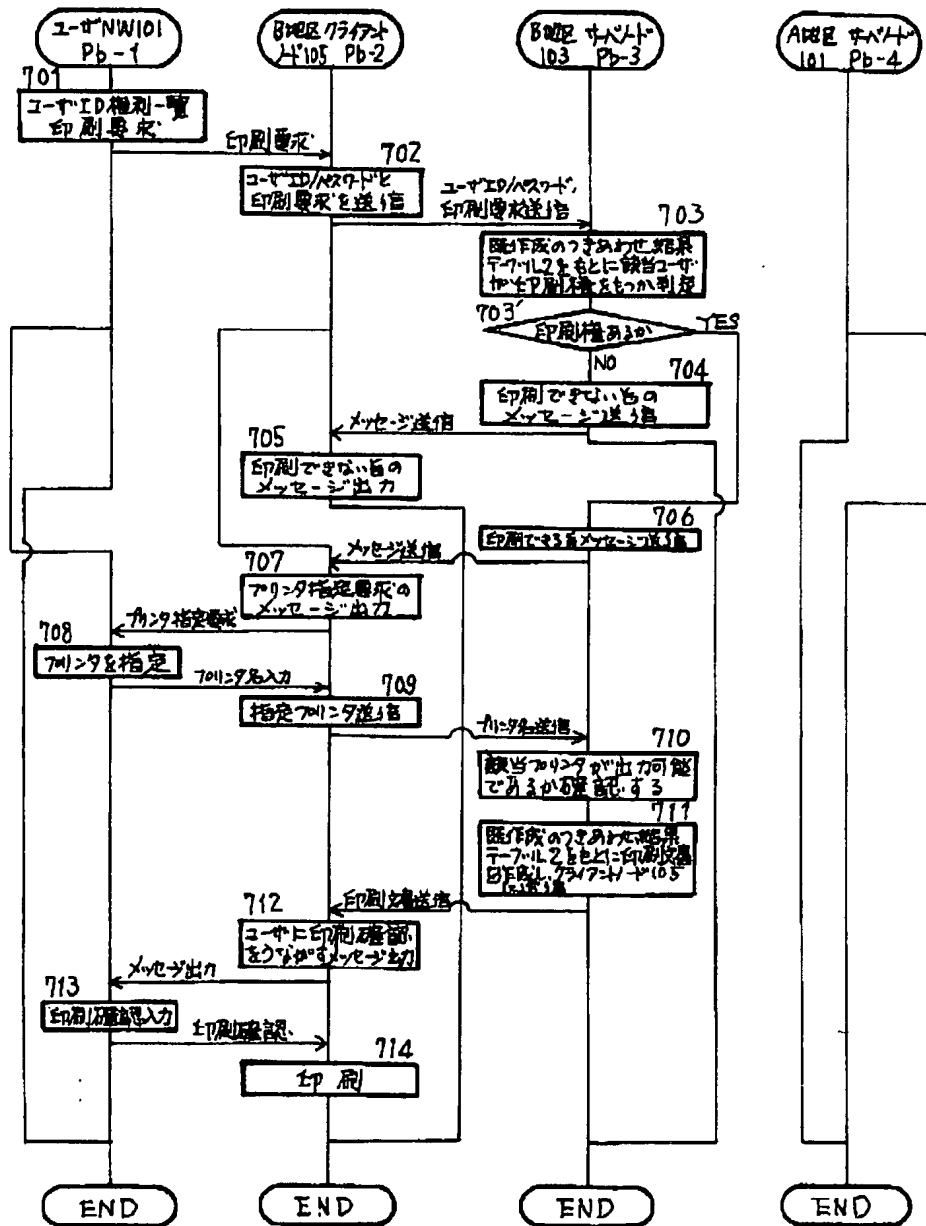 ユーザNW101
Pb-1
B地区クライアント
ノード105 Pb-2
B地区 サーバノード
103 Pb-3
A地区 サーバノード
101 Pb-4
701
ユーザID種別一覧
印刷要求
印刷要求
702
ユーザID/パスワードと
印刷要求を送信
ユーザID/パスワード,
印刷要求送信
703
既作成のつきあわせ結果
テーブル2をもとに該当ユーザ
が印刷権をもつか判定
703'
印刷権あるか
YES
NO
704
印刷できない旨の
メッセージ送信
メッセージ送信
705
印刷できない旨の
メッセージ出力
706
印刷できる旨メッセージ送信
メッセージ送信
707
プリンタ指定要求の
メッセージ出力
プリンタ指定要求
708
プリンタを指定
プリンタ名入力
709
指定プリンタ送信
プリンタ名送信
710
該当プリンタが出力可能
であるか確認する
711
既作成のつきあわせ結果
テーブル2をもとに印刷文書
を作成し,クライアントノード105
に送信
印刷文書送信
712
ユーザに印刷確認
をうながすメッセージ出力
メッセージ出力
713
印刷確認入力
印刷確認
714
印刷
END
END
END
END